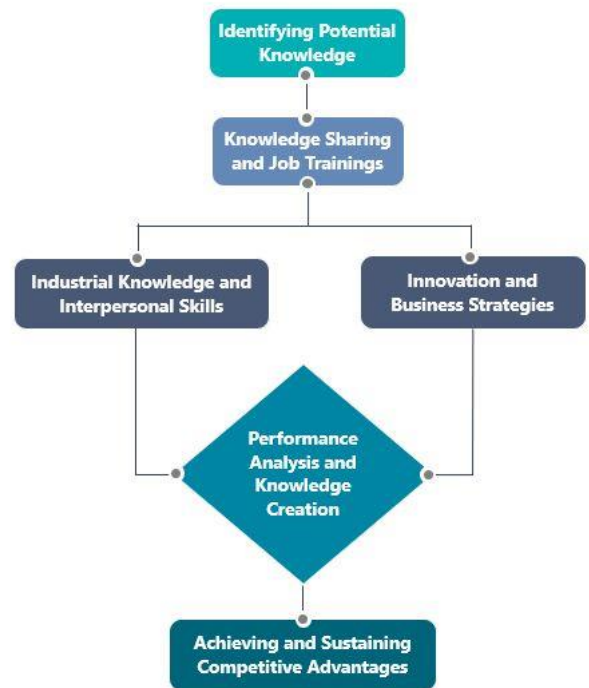 Identifying Potential
Knowledge
Knowledge Sharing
and Job Trainings
Industrial Knowledge and
Interpersonal Skills
Innovation and
Business Strategies
Performance
Analysis and
Knowledge
Creation
Achieving and Sustaining
Competitive Advantages